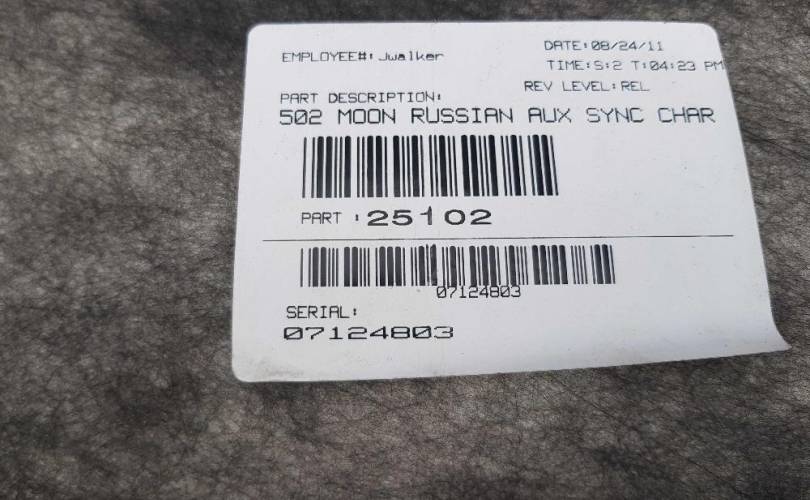 EMPLOYEE#: Jwalker
DATE:08/24/11
TIME:S:2 T:04:23 PM
REV LEVEL:REL
PART DESCRIPTION:
502 MOON RUSSIAN AUX SYNC CHAR
PART :25102
07124803
SERIAL:
07124803